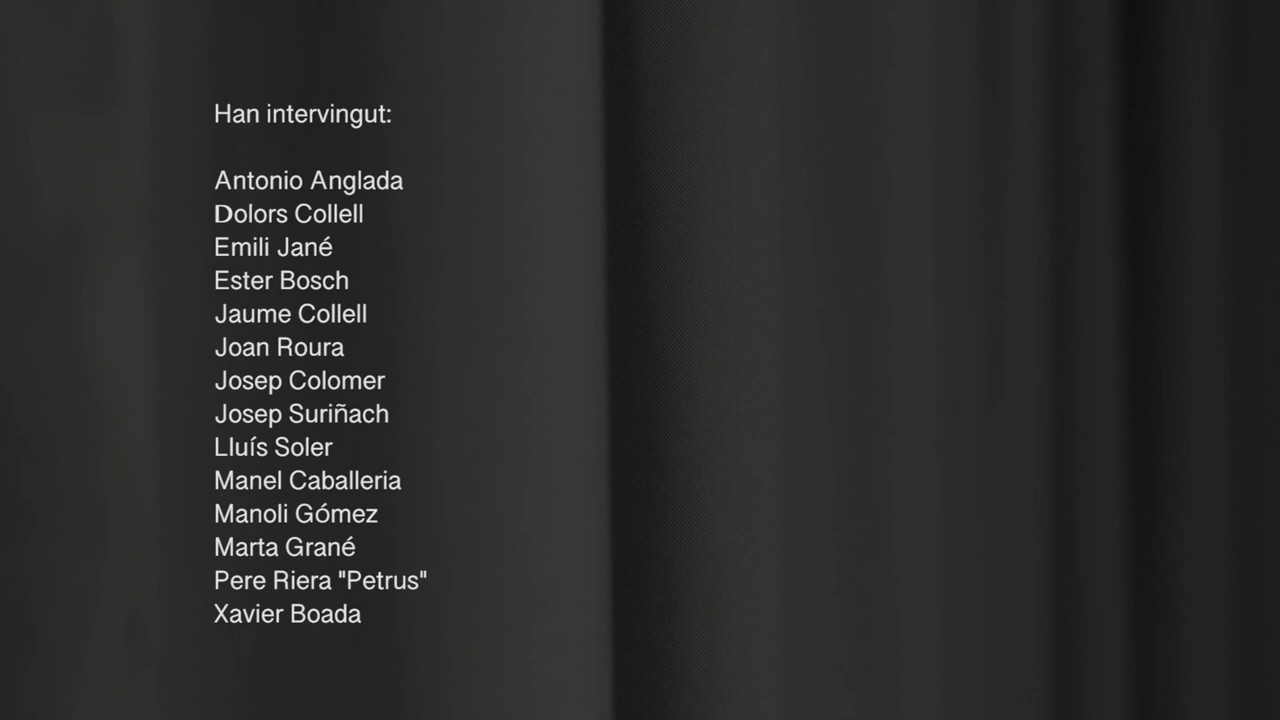 Han intervingut:
Antonio Anglada
Dolors Collell
Emili Jané
Ester Bosch
Jaume Collell
Joan Roura
Josep Colomer
Josep Suriñach
Lluís Soler
Manel Caballeria
Manoli Gómez
Marta Grané
Pere Riera "Petrus"
Xavier Boada